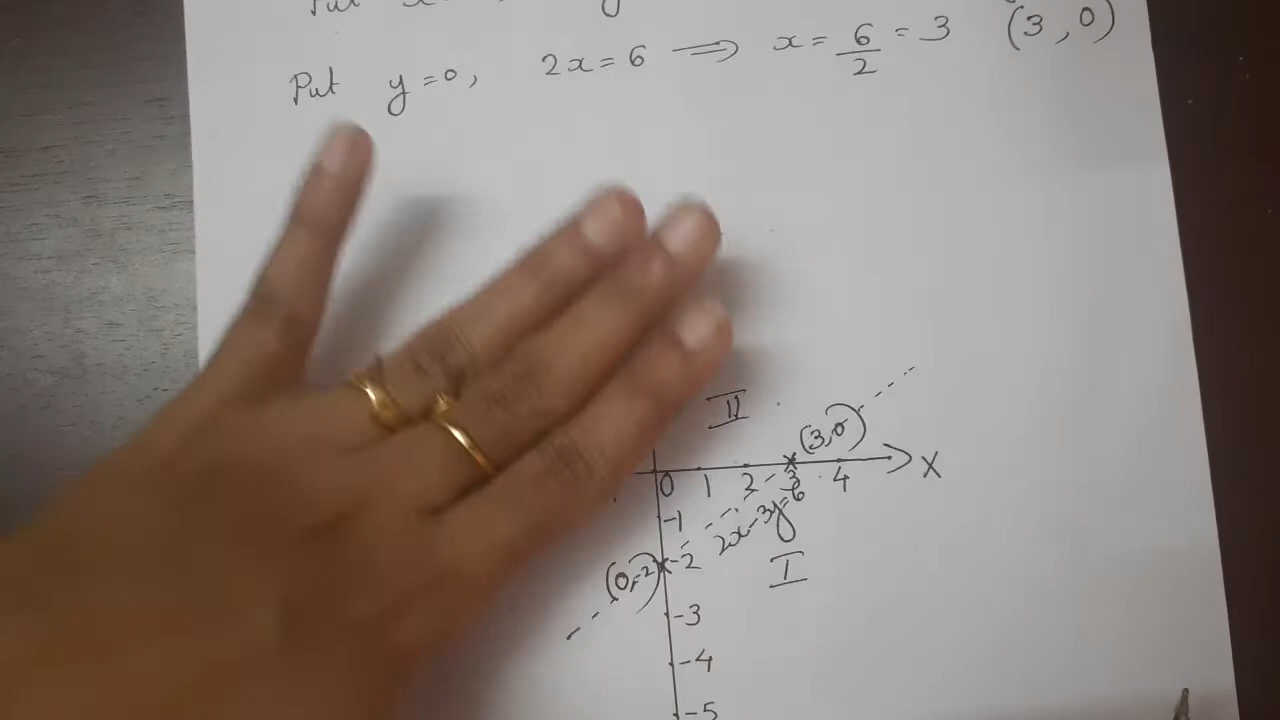 Put y=0, 2x=6 ⟹ x = 6/2 = 3 (3,0)
II
(3,0)
0 1 2 3 4 X
-1
2x-3y=6
(0,-2) -2
I
-3
-4
-5